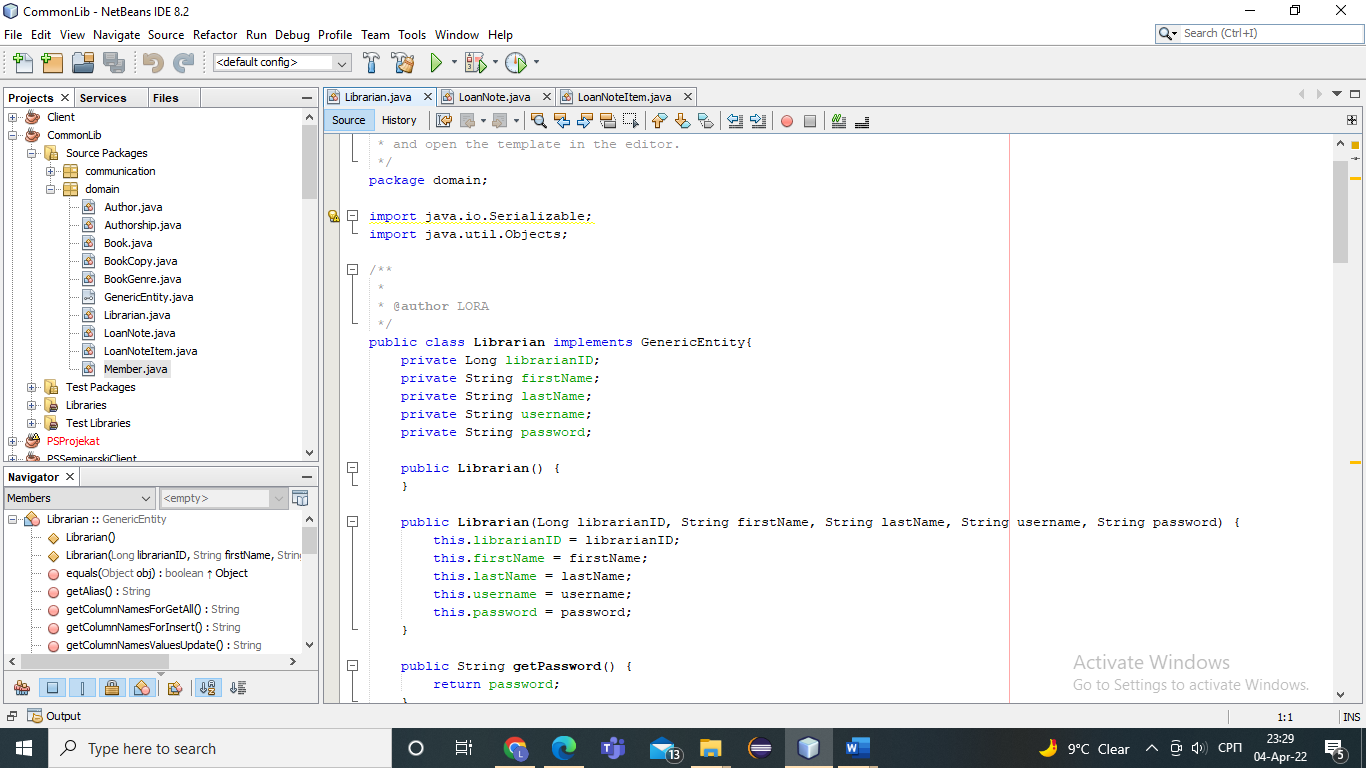 CommonLib - NetBeans IDE 8.2
File Edit View Navigate Source Refactor Run Debug Profile Team Tools Window Help
Search (Ctrl+I)
<default config>
Projects Services Files
Client
CommonLib
Source Packages
communication
domain
Author.java
Authorship.java
Book.java
BookCopy.java
BookGenre.java
GenericEntity.java
Librarian.java
LoanNote.java
LoanNoteItem.java
Member.java
Test Packages
Libraries
Test Libraries
PSProjekat
PSSeminarskiClient
Navigator
Members
<empty>
Librarian :: GenericEntity
Librarian()
Librarian(Long librarianID, String firstName, String
equals(Object obj) : boolean ↑ Object
getAlias() : String
getColumnNamesForGetAll() : String
getColumnNamesForInsert() : String
getColumnNamesValuesUpdate() : String
Librarian.java LoanNote.java LoanNoteItem.java
Source History
* and open the template in the editor.
*/
package domain;
import java.io.Serializable;
import java.util.Objects;
/**
*
* @author LORA
*/
public class Librarian implements GenericEntity{
private Long librarianID;
private String firstName;
private String lastName;
private String username;
private String password;
public Librarian() {
}
public Librarian(Long librarianID, String firstName, String lastName, String username, String password) {
this.librarianID = librarianID;
this.firstName = firstName;
this.lastName = lastName;
this.username = username;
this.password = password;
}
public String getPassword() {
return password;
}
Activate Windows
Go to Settings to activate Windows.
Output
1:1 INS
Type here to search
13
9°C Clear
СРП
23:29
04-Apr-22
5